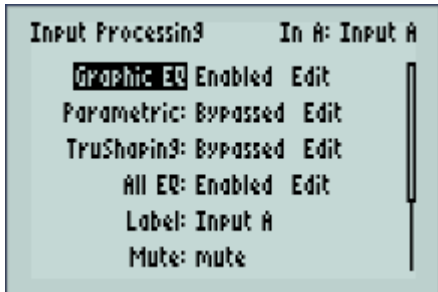 Input Processing In A: Input A
Graphic EQ Enabled Edit
Parametric: Bypassed Edit
TruShaping: Bypassed Edit
All EQ: Enabled Edit
Label: Input A
Mute: mute